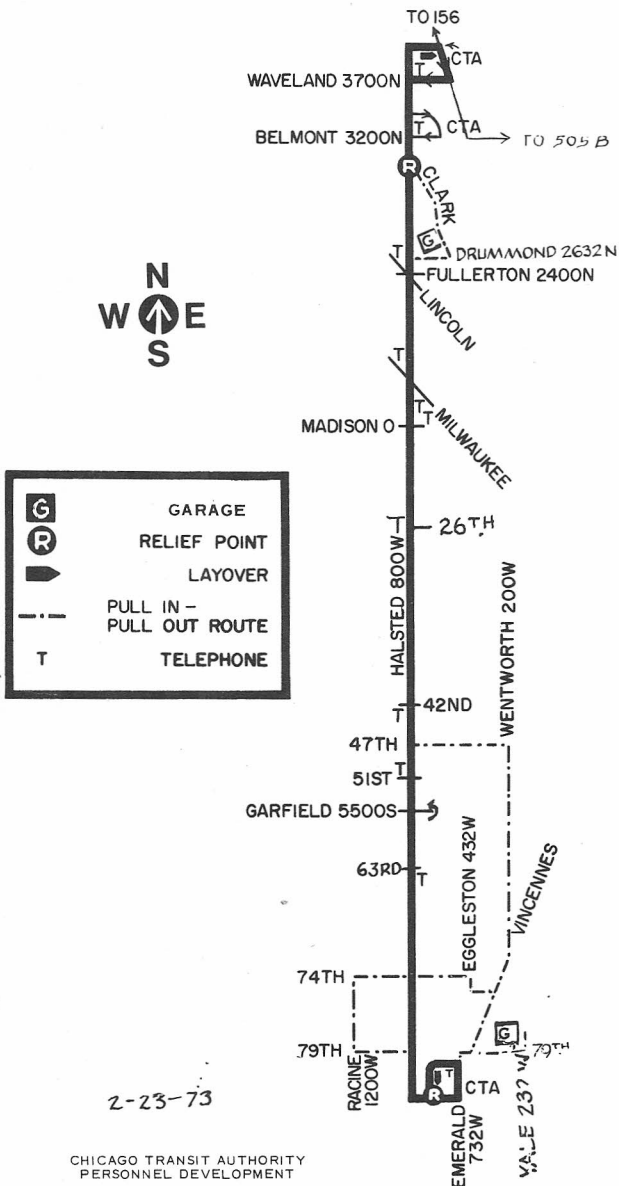 TO 156
CTA
T
WAVELAND 3700N
T
CTA
BELMONT 3200N
TO 505 B
R
CLARK
G
T
DRUMMOND 2632N
FULLERTON 2400N
LINCOLN
N
W E
S
T
T
T
MILWAUKEE
MADISON 0
T
26TH
HALSTED 800W
G GARAGE
R RELIEF POINT
LAYOVER
PULL IN –
PULL OUT ROUTE
T TELEPHONE
WENTWORTH 200W
42ND
T
47TH
T
51ST
GARFIELD 5500S
63RD
T
EGGLESTON 432W
VINCENNES
74TH
G
79TH
79TH
RACINE
1200W
T
R
CTA
EMERALD
732W
2-23-73
CHICAGO TRANSIT AUTHORITY
PERSONNEL DEVELOPMENT